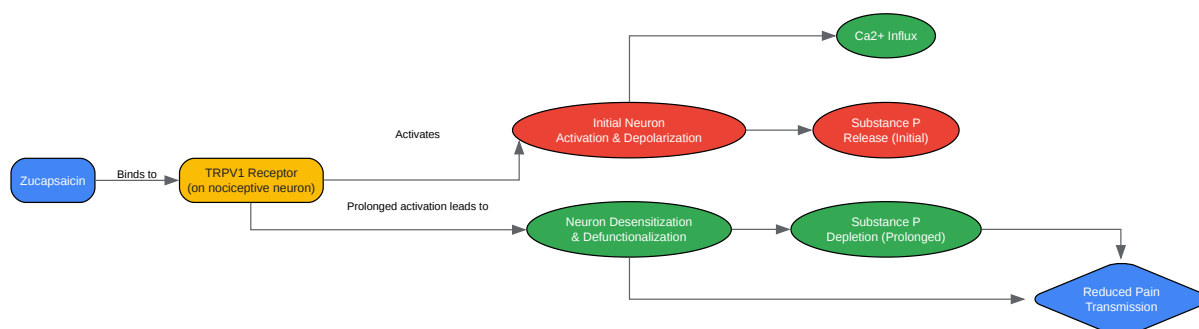 Ca2+ Influx
Initial Neuron
Activation & Depolarization
Substance P
Release (Initial)
Activates
Zucapsaicin
Binds to
TRPV1 Receptor
(on nociceptive neuron)
Prolonged activation leads to
Neuron Desensitization
& Defunctionalization
Substance P
Depletion (Prolonged)
Reduced Pain
Transmission